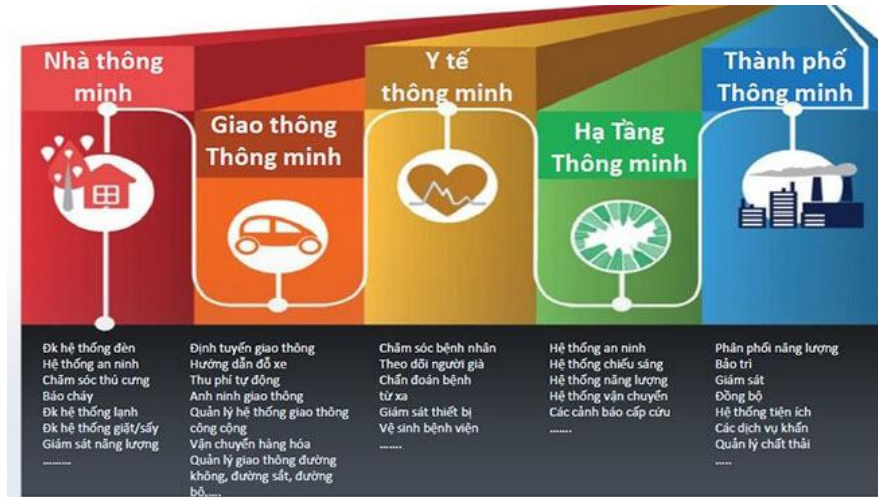 Nhà thông
minh
Giao thông
Thông minh
Y tế
thông minh
Hạ Tầng
Thông minh
Thành phố
Thông minh
Đk hệ thống đèn
Hệ thống an ninh
Chăm sóc thú cưng
Báo cháy
Đk hệ thống lạnh
Đk hệ thống giặt/sấy
Giám sát năng lượng
.........
Định tuyến giao thông
Hướng dẫn đỗ xe
Thu phí tự động
Anh ninh giao thông
Quản lý hệ thống giao thông
công cộng
Vận chuyển hàng hóa
Quản lý giao thông đường
không, đường sắt, đường
bộ.....
Chăm sóc bệnh nhân
Theo dõi người già
Chẩn đoán bệnh
từ xa
Giám sát thiết bị
Vệ sinh bệnh viện
.......
Hệ thống an ninh
Hệ thống chiếu sáng
Hệ thống năng lượng
Hệ thống vận chuyển
Các cảnh báo cấp cứu
.......
Phân phối năng lượng
Bảo trì
Giám sát
Đồng bộ
Hệ thống tiện ích
Các dịch vụ khẩn
Quản lý chất thải
.....